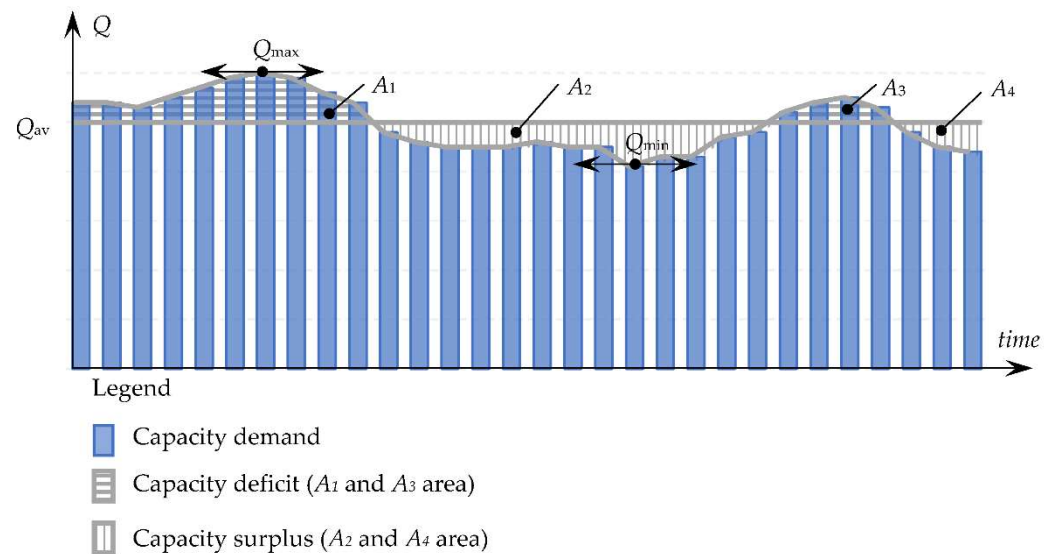 Q
Qmax
A1
A2
A3
A4
Qav
Qmin
time
Legend
Capacity demand
Capacity deficit (A1 and A3 area)
Capacity surplus (A2 and A4 area)